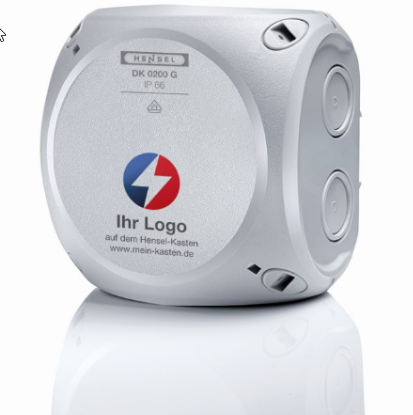 HENSEL
DK 0200 G
IP 66
Ihr Logo
auf dem Hensel-Kasten
www.mein-kasten.de